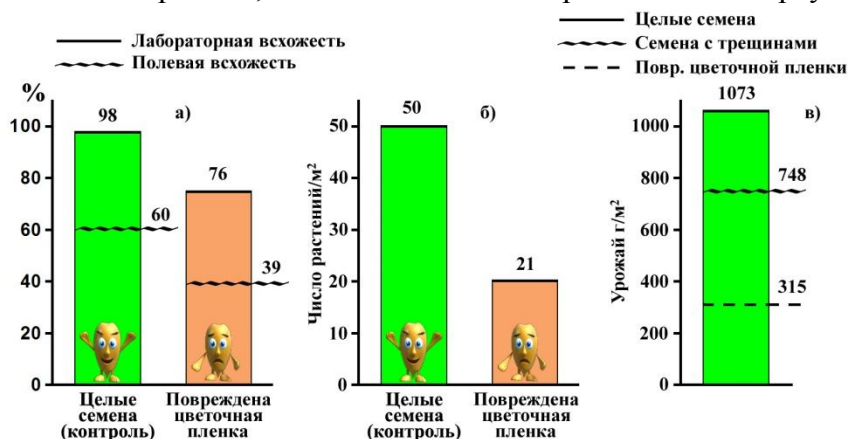 Лабораторная всхожесть
Полевая всхожесть
Целые семена
Семена с трещинами
Повр. цветочной пленки
%
98
а)
76
60
39
100
80
60
40
20
0
Целые
семена
(контроль)
Повреждена
цветочная
пленка
Число растений/м²
50
б)
21
50
40
30
20
10
0
Целые
семена
(контроль)
Повреждена
цветочная
пленка
Урожай г/м²
1073
в)
748
315
1000
800
600
400
200
0